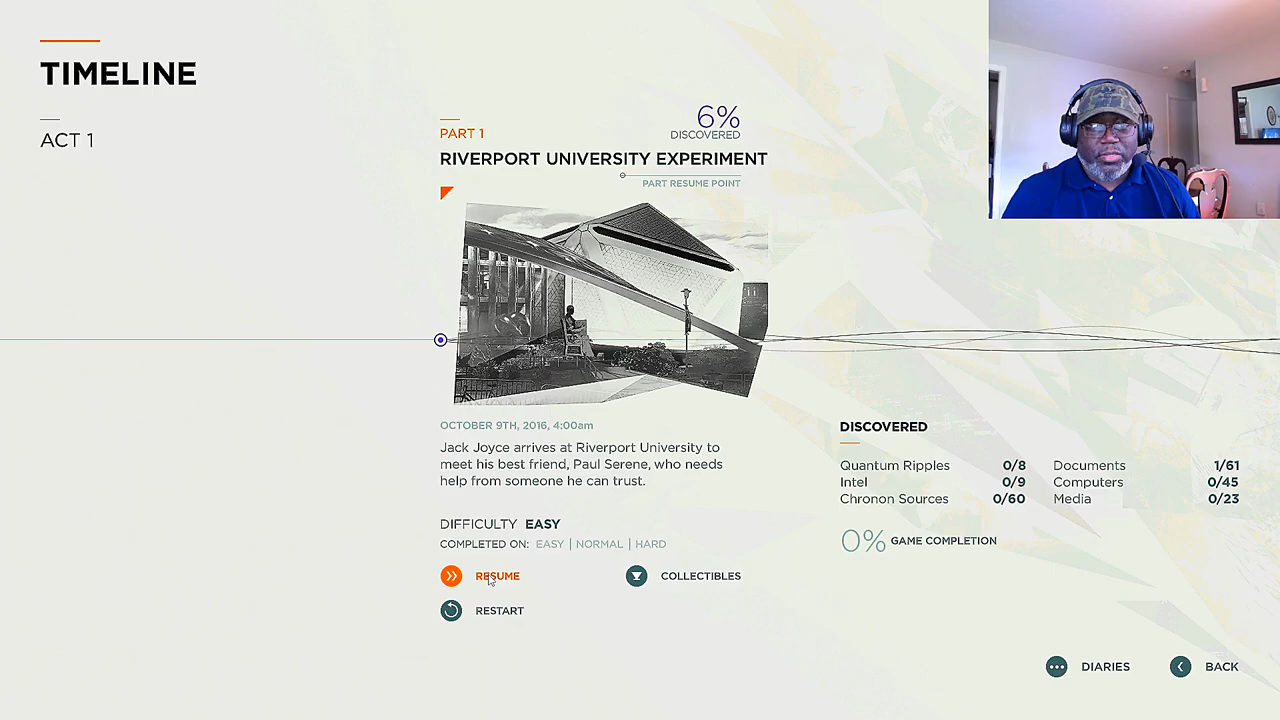 TIMELINE
ACT 1
PART 1
6%
DISCOVERED
RIVERPORT UNIVERSITY EXPERIMENT
PART RESUME POINT
OCTOBER 9TH, 2016, 4:00am
Jack Joyce arrives at Riverport University to
meet his best friend, Paul Serene, who needs
help from someone he can trust.
DIFFICULTY EASY
COMPLETED ON: EASY | NORMAL | HARD
RESUME
COLLECTIBLES
RESTART
DISCOVERED
Quantum Ripples 0/8 Documents 1/61
Intel 0/9 Computers 0/45
Chronon Sources 0/60 Media 0/23
0% GAME COMPLETION
DIARIES
BACK